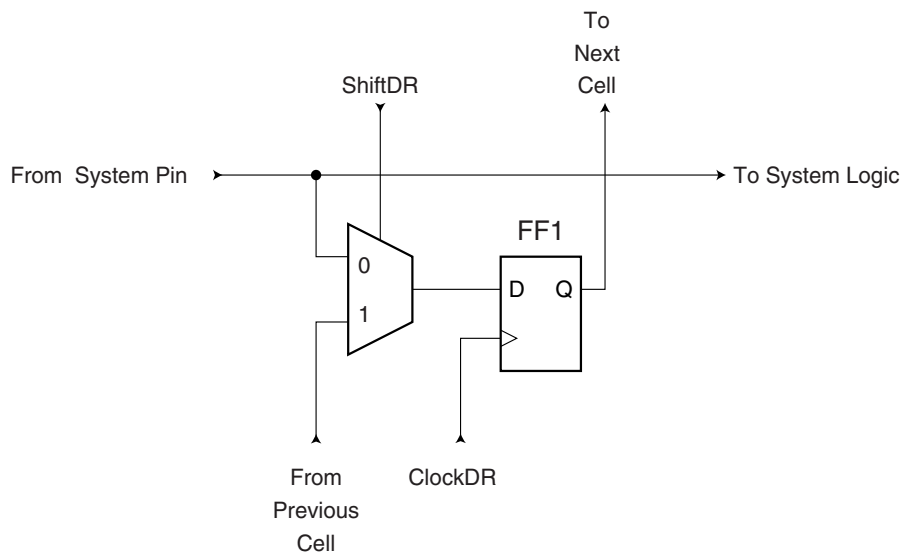 To
Next
Cell
ShiftDR
From System Pin
To System Logic
FF1
0
D Q
1
From
Previous
Cell
ClockDR